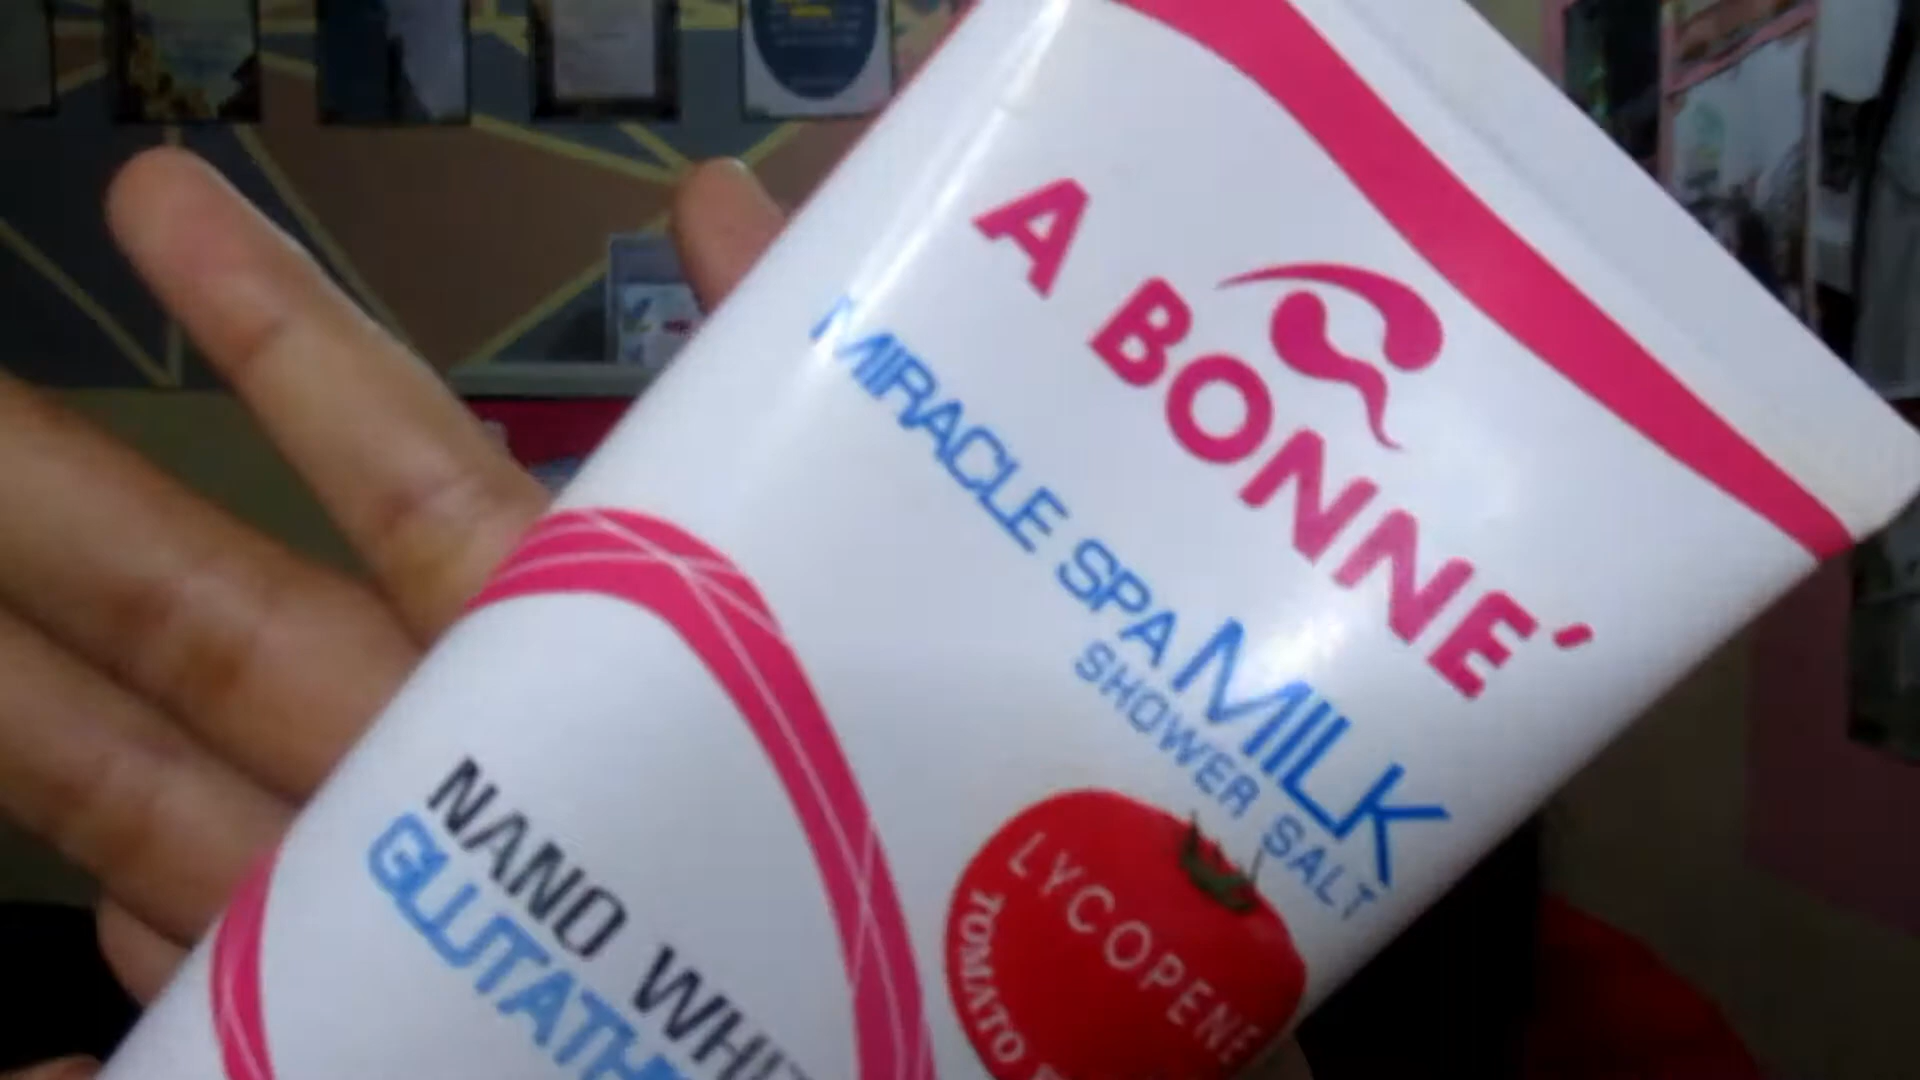 A BONNE´
MIRACLE SPA MILK
SHOWER SALT
LYCOPENE
TOMATO
NANO